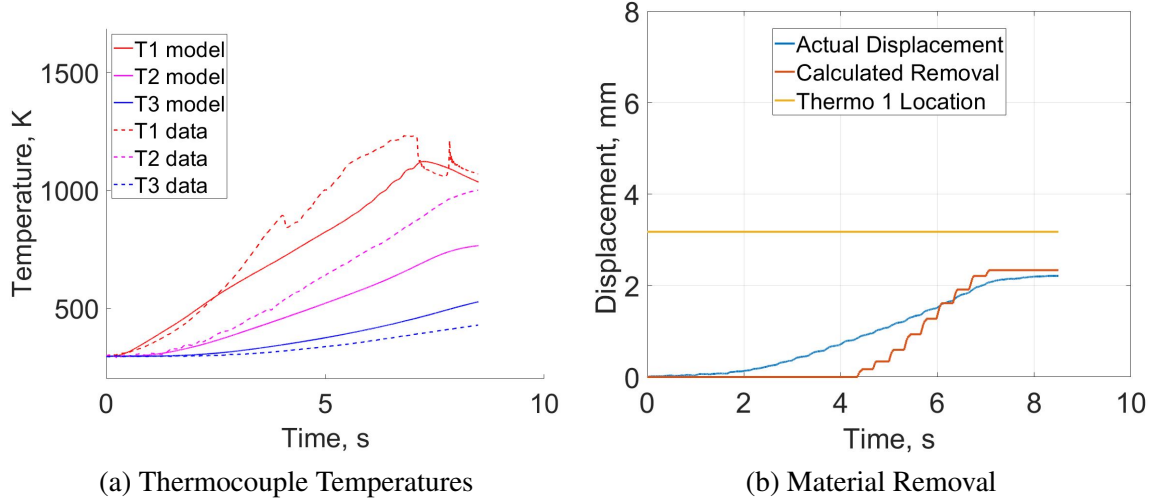 1500
1000
500
0
5
10
Temperature, K
Time, s
T1 model
T2 model
T3 model
T1 data
T2 data
T3 data
(a) Thermocouple Temperatures
8
6
4
2
0
0
2
4
6
8
10
Displacement, mm
Time, s
Actual Displacement
Calculated Removal
Thermo 1 Location
(b) Material Removal